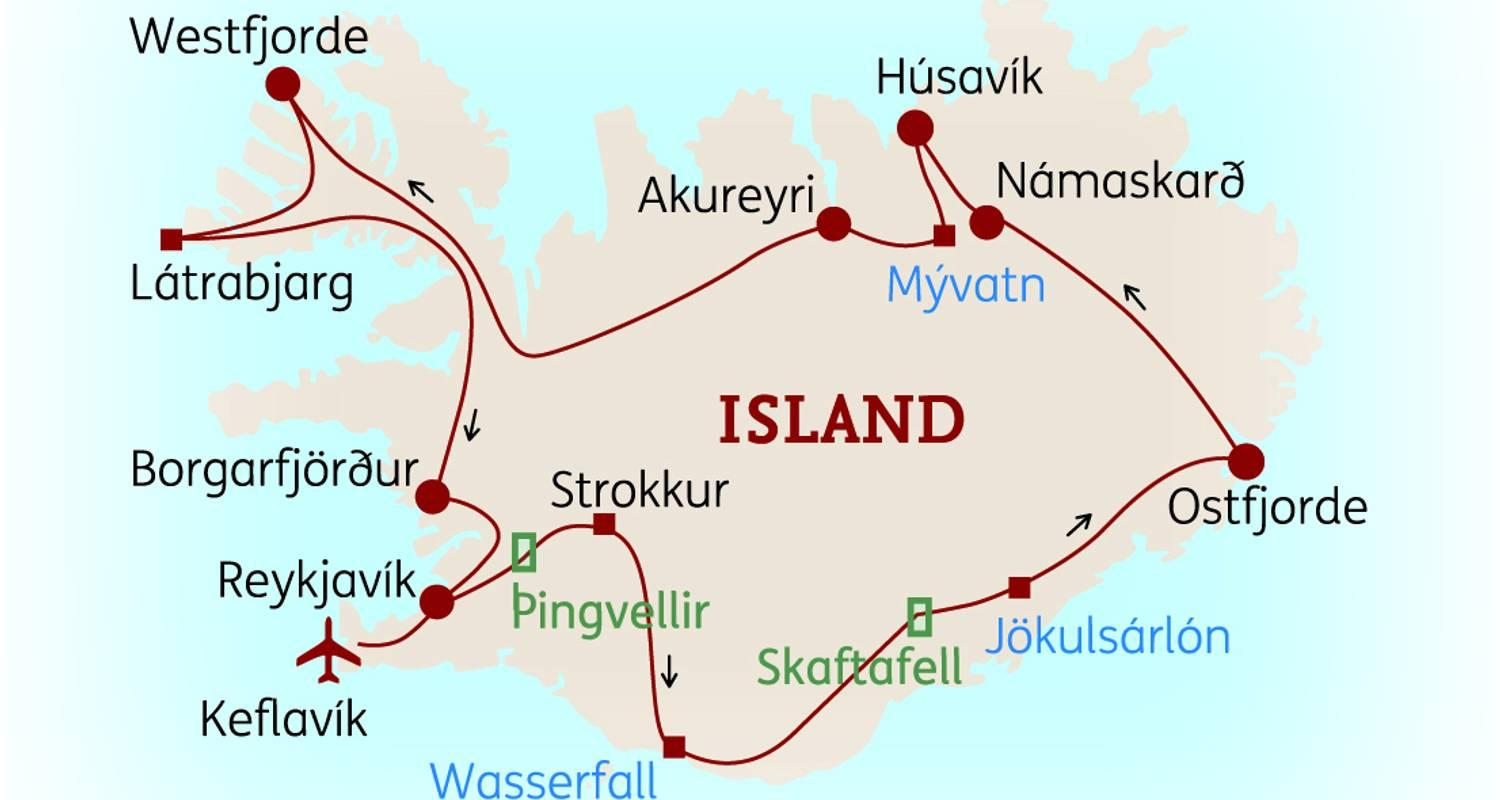 Westfjorde
Húsavík
Námaskarð
Akureyri
Látrabjarg
Mývatn
ISLAND
Borgarfjörður
Strokkur
Ostfjorde
Reykjavík
Þingvellir
Jökulsárlón
Skaftafell
Keflavík
Wasserfall